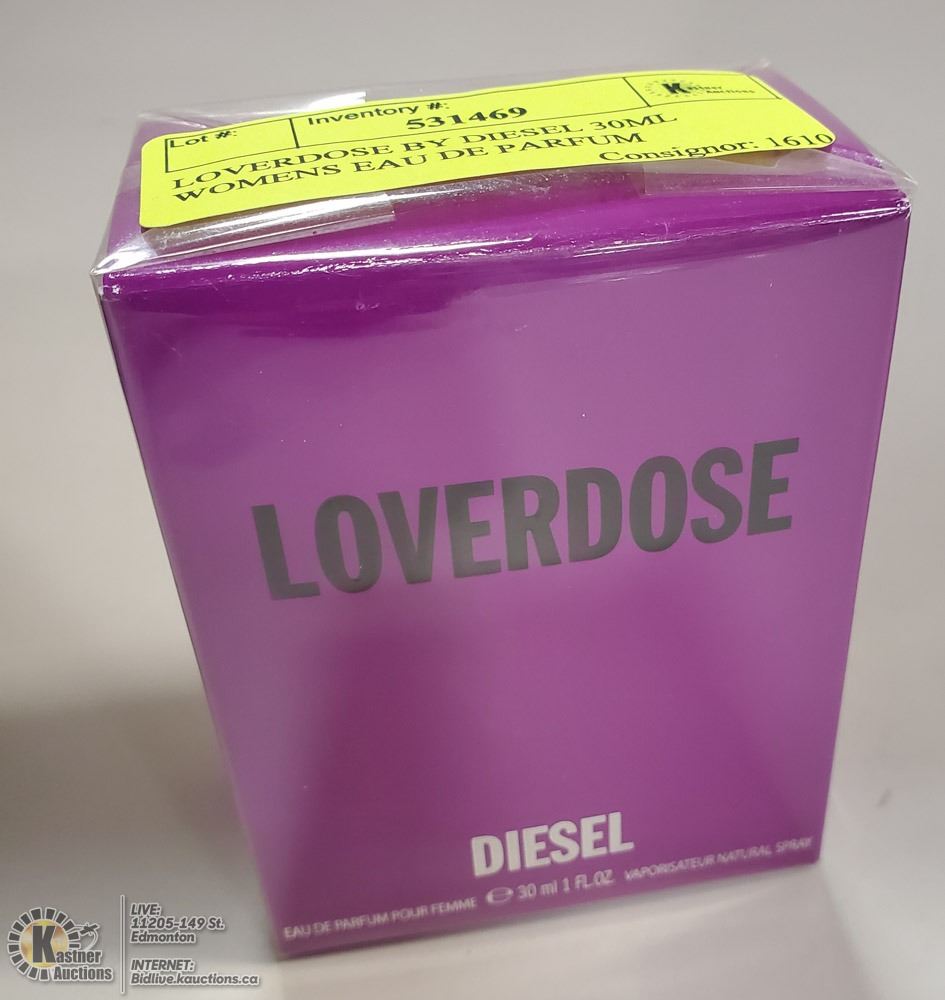 Lot #:
Inventory #:
531469
Kastner
Auctions
LOVERDOSE BY DIESEL 30ML
WOMENS EAU DE PARFUM
Consignor: 1610
LOVERDOSE
DIESEL
EAU DE PARFUM POUR FEMME ℮ 30 ml 1 FL.OZ VAPORISATEUR NATURAL SPRAY
Kastner
Auctions
LIVE:
11205-149 St.
Edmonton
INTERNET:
Bidlive.kauctions.ca